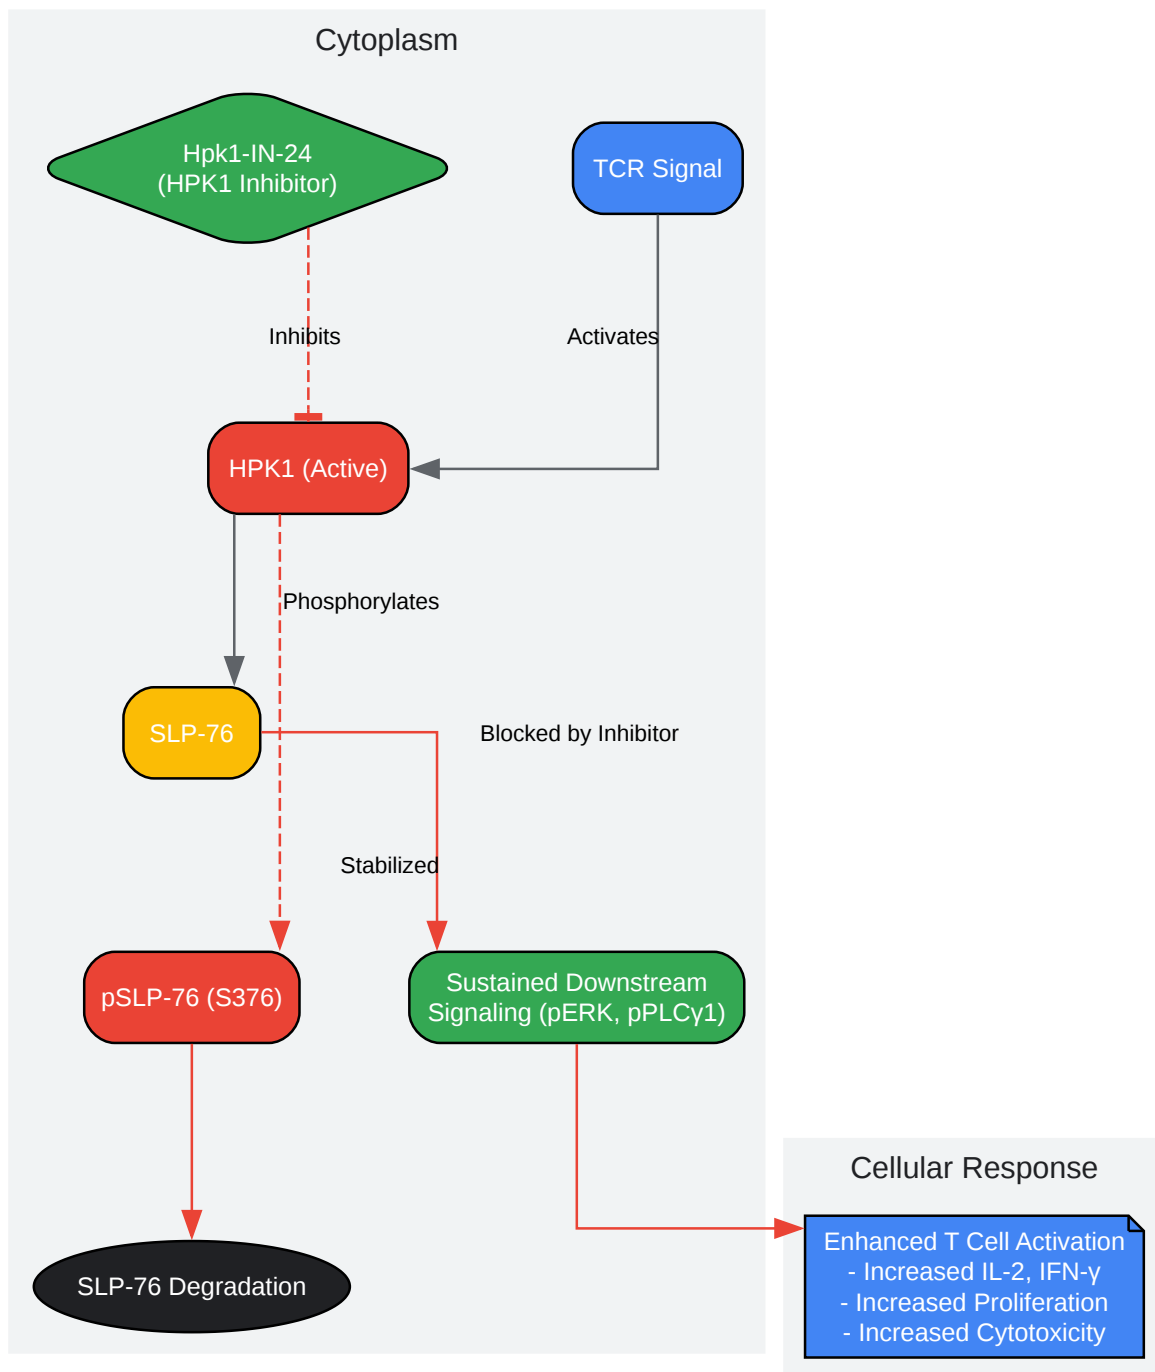 Cytoplasm
Hpk1-IN-24
(HPK1 Inhibitor)
TCR Signal
Inhibits
Activates
HPK1 (Active)
Phosphorylates
SLP-76
Blocked by Inhibitor
Stabilized
pSLP-76 (S376)
Sustained Downstream
Signaling (pERK, pPLCγ1)
Cellular Response
SLP-76 Degradation
Enhanced T Cell Activation
- Increased IL-2, IFN-γ
- Increased Proliferation
- Increased Cytotoxicity